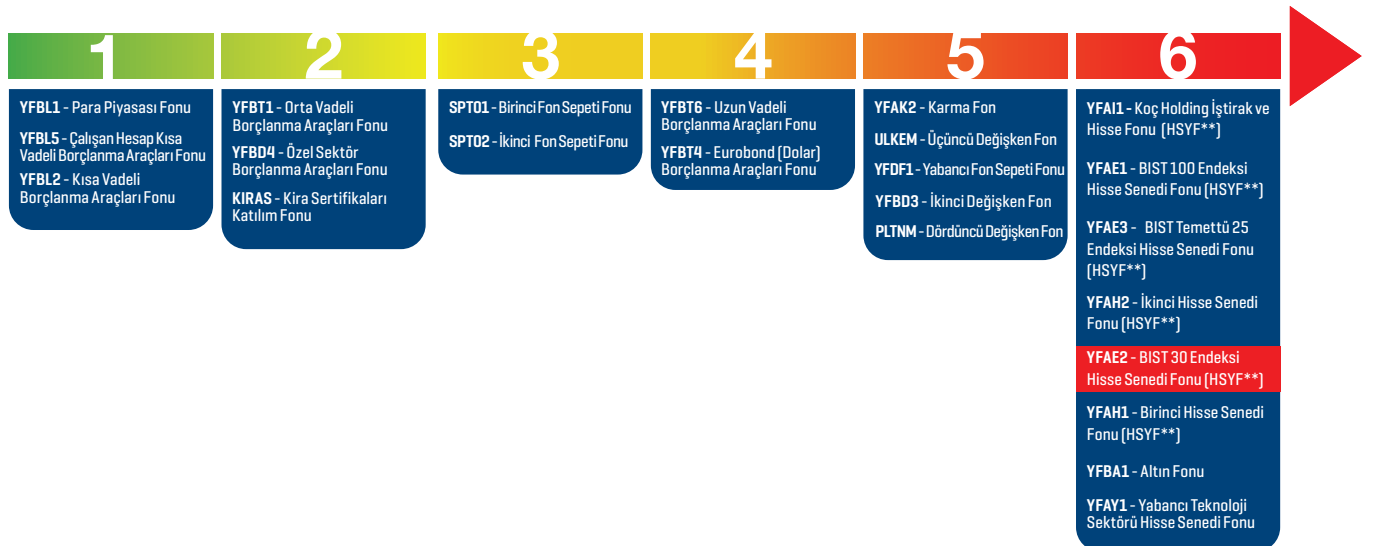 1
YFBL1 - Para Piyasası Fonu
YFBL5 - Çalışan Hesap Kısa
Vadeli Borçlanma Araçları Fonu
YFBL2 - Kısa Vadeli
Borçlanma Araçları Fonu
2
YFBT1 - Orta Vadeli
Borçlanma Araçları Fonu
YFBD4 - Özel Sektör
Borçlanma Araçları Fonu
KIRAS - Kira Sertifikaları
Katılım Fonu
3
SPT01 - Birinci Fon Sepeti Fonu
SPT02 - İkinci Fon Sepeti Fonu
4
YFBT6 - Uzun Vadeli
Borçlanma Araçları Fonu
YFBT4 - Eurobond (Dolar)
Borçlanma Araçları Fonu
5
YFAK2 - Karma Fon
ULKEM - Üçüncü Değişken Fon
YFDF1 - Yabancı Fon Sepeti Fonu
YFBD3 - İkinci Değişken Fon
PLTNM - Dördüncü Değişken Fon
6
YFAI1 - Koç Holding İştirak ve
Hisse Fonu (HSYF**)
YFAE1 - BIST 100 Endeksi
Hisse Senedi Fonu (HSYF**)
YFAE3 - BIST Temettü 25
Endeksi Hisse Senedi Fonu
(HSYF**)
YFAH2 - İkinci Hisse Senedi
Fonu (HSYF**)
YFAE2 - BIST 30 Endeksi
Hisse Senedi Fonu (HSYF**)
YFAH1 - Birinci Hisse Senedi
Fonu (HSYF**)
YFBA1 - Altın Fonu
YFAY1 - Yabancı Teknoloji
Sektörü Hisse Senedi Fonu